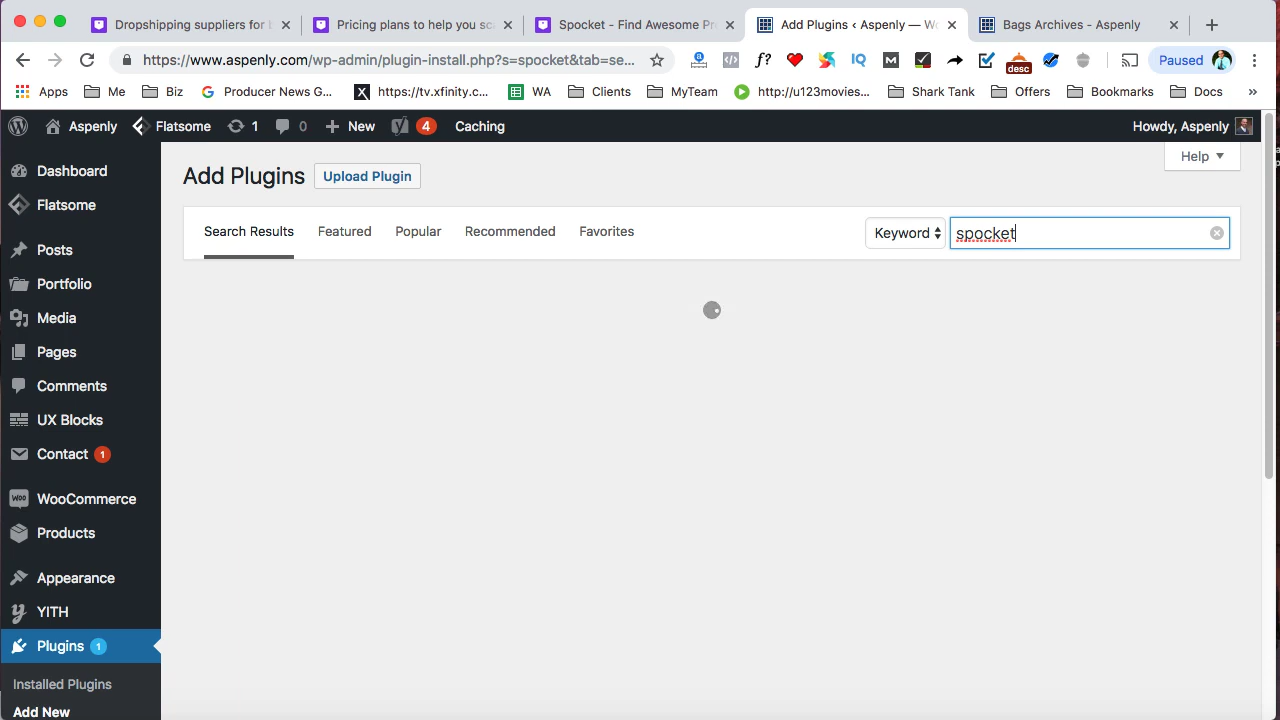 Dropshipping suppliers for b
Pricing plans to help you sc
Spocket - Find Awesome Pr
Add Plugins ‹ Aspenly — Wo
Bags Archives - Aspenly
https://www.aspenly.com/wp-admin/plugin-install.php?s=spocket&tab=se...
f?
IQ
M
desc
Paused
Apps
Me
Biz
Producer News G...
https://tv.xfinity.c...
WA
Clients
MyTeam
http://u123movies...
Shark Tank
Offers
Bookmarks
Docs
»
Aspenly
Flatsome
1
0
New
4
Caching
Howdy, Aspenly
Dashboard
Flatsome
Posts
Portfolio
Media
Pages
Comments
UX Blocks
Contact 1
WooCommerce
Products
Appearance
YITH
Plugins 1
Installed Plugins
Add New
Help
Add Plugins
Upload Plugin
Search Results
Featured
Popular
Recommended
Favorites
Keyword
spocket